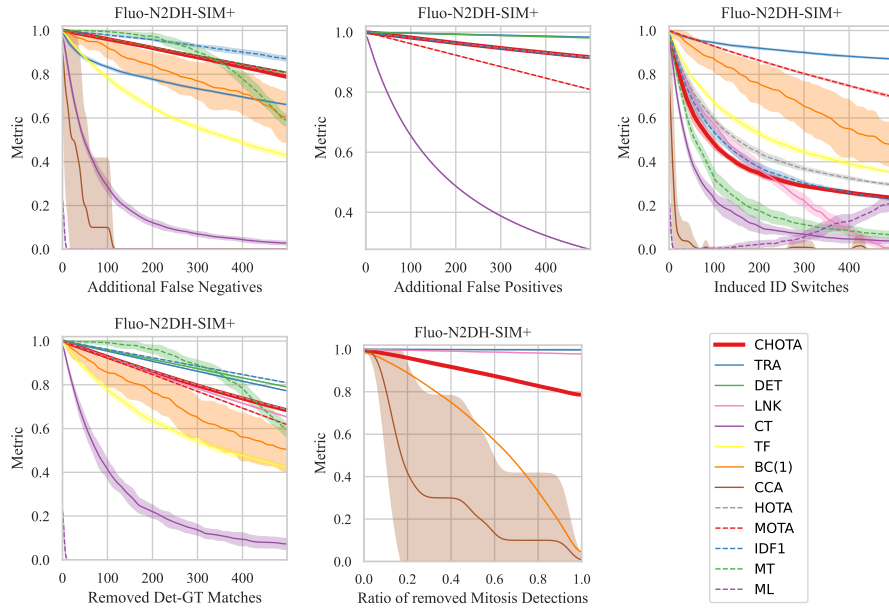 Fluo-N2DH-SIM+
Metric
1.0
0.8
0.6
0.4
0.2
0.0
0 100 200 300 400
Additional False Negatives
Fluo-N2DH-SIM+
Metric
1.0
0.8
0.6
0.4
0 100 200 300 400
Additional False Positives
Fluo-N2DH-SIM+
Metric
1.0
0.8
0.6
0.4
0.2
0.0
0 100 200 300 400
Induced ID Switches
Fluo-N2DH-SIM+
Metric
1.0
0.8
0.6
0.4
0.2
0.0
0 100 200 300 400
Removed Det-GT Matches
Fluo-N2DH-SIM+
Metric
1.0
0.8
0.6
0.4
0.2
0.0
0.0 0.2 0.4 0.6 0.8 1.0
Ratio of removed Mitosis Detections
CHOTA
TRA
DET
LNK
CT
TF
BC(1)
CCA
HOTA
MOTA
IDF1
MT
ML